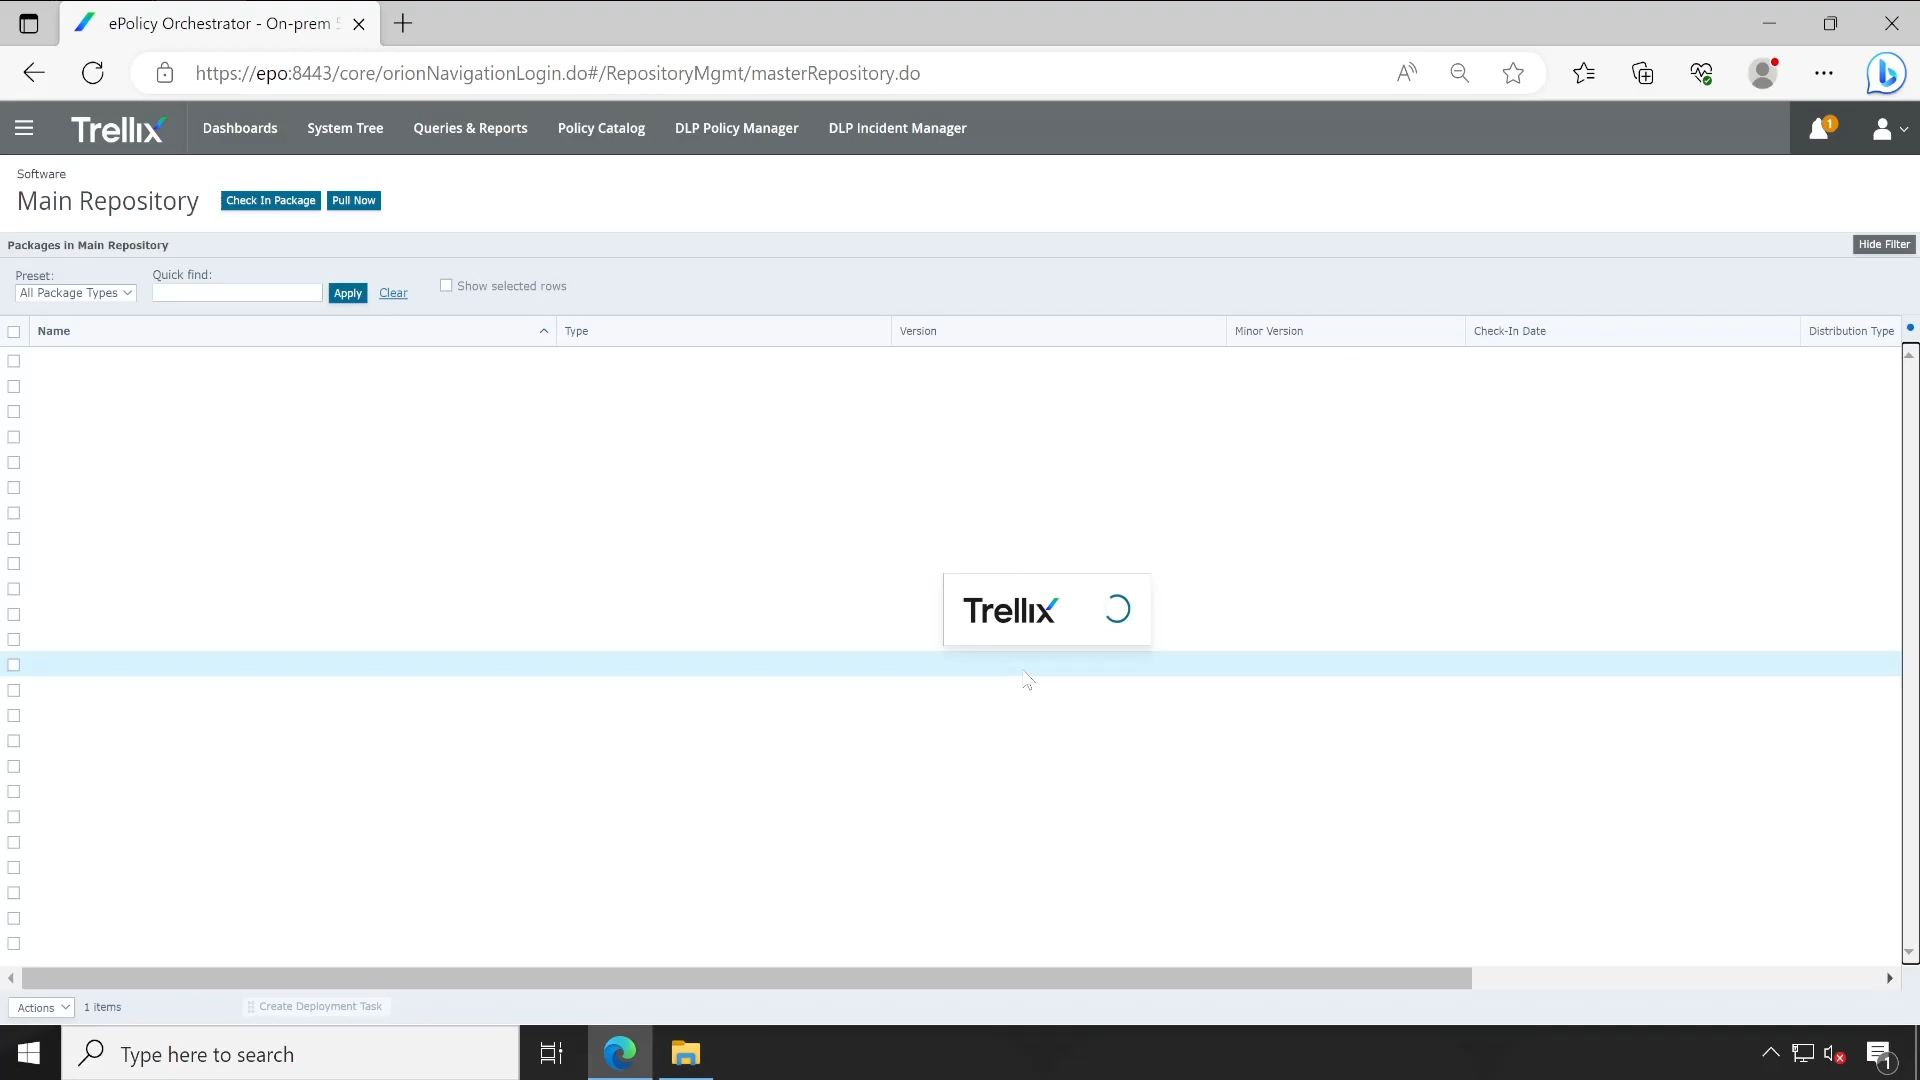 ePolicy Orchestrator - On-prem
https://epo:8443/core/orionNavigationLogin.do#/RepositoryMgmt/masterRepository.do
Trellix
Dashboards
System Tree
Queries & Reports
Policy Catalog
DLP Policy Manager
DLP Incident Manager
1
Software
Main Repository
Check In Package
Pull Now
Packages in Main Repository
Hide Filter
Preset:
Quick find:
All Package Types
Apply
Clear
Show selected rows
Name
Type
Version
Minor Version
Check-In Date
Distribution Type
Trellix
Actions
1 items
Create Deployment Task
Type here to search
1